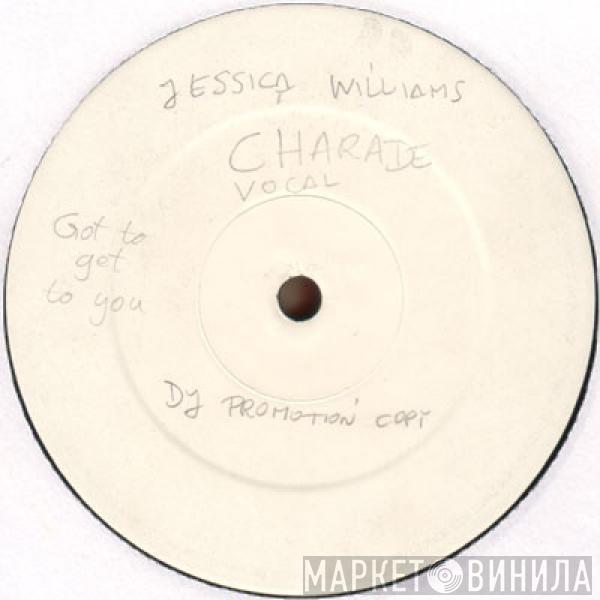 JESSICA WILLIAMS
CHARADE
VOCAL
Got to
get
to you
DJ PROMOTION COPY
МАРКЕТ ВИНИЛА